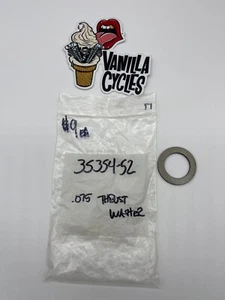 VANILLA
CYCLES
$9 EA
35354-52
.075 THRUST
WASHER